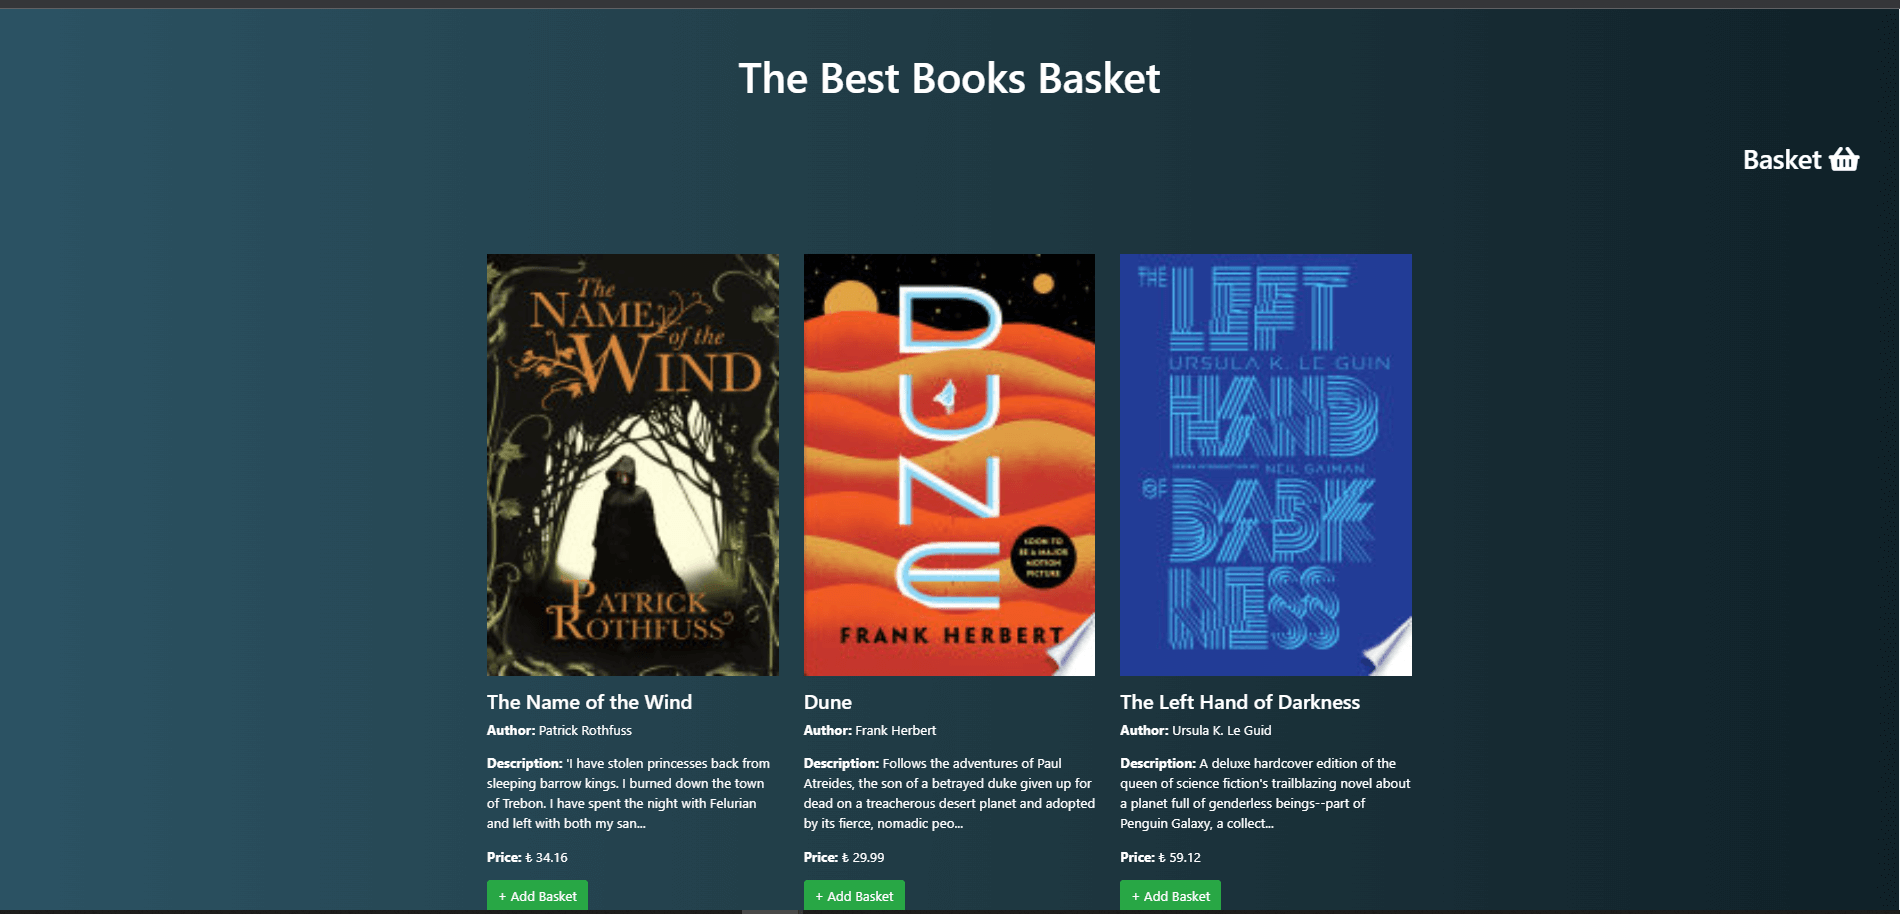 The Best Books Basket
Basket
The
NAME
of the
WIND
PATRICK
ROTHFUSS
DUNE
SOON TO
BE A MAJOR
MOTION
PICTURE
FRANK HERBERT
THE
LEFT
URSULA K. LE GUIN
HAND
NEIL GAIMAN
OF
DARK
NESS
The Name of the Wind
Author: Patrick Rothfuss
Description: 'I have stolen princesses back from
sleeping barrow kings. I burned down the town
of Trebon. I have spent the night with Felurian
and left with both my san...
Price: ₺ 34.16
+ Add Basket
Dune
Author: Frank Herbert
Description: Follows the adventures of Paul
Atreides, the son of a betrayed duke given up for
dead on a treacherous desert planet and adopted
by its fierce, nomadic peo...
Price: ₺ 29.99
+ Add Basket
The Left Hand of Darkness
Author: Ursula K. Le Guid
Description: A deluxe hardcover edition of the
queen of science fiction's trailblazing novel about
a planet full of genderless beings--part of
Penguin Galaxy, a collect...
Price: ₺ 59.12
+ Add Basket